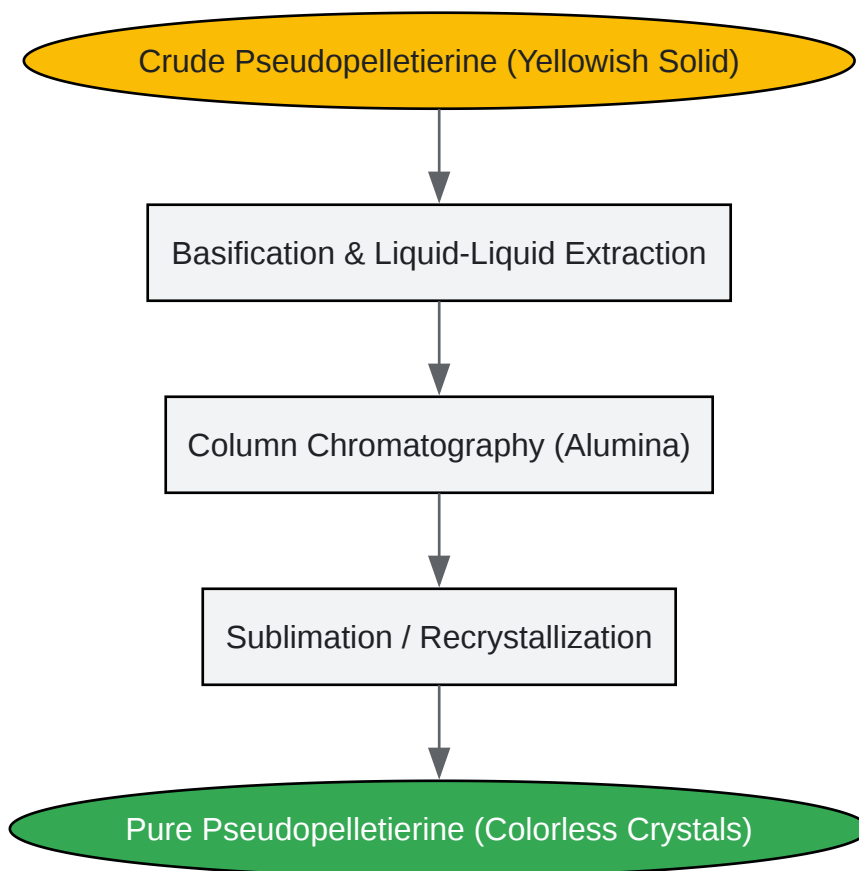 Crude Pseudopelletierine (Yellowish Solid)
Basification & Liquid-Liquid Extraction
Column Chromatography (Alumina)
Sublimation / Recrystallization
Pure Pseudopelletierine (Colorless Crystals)